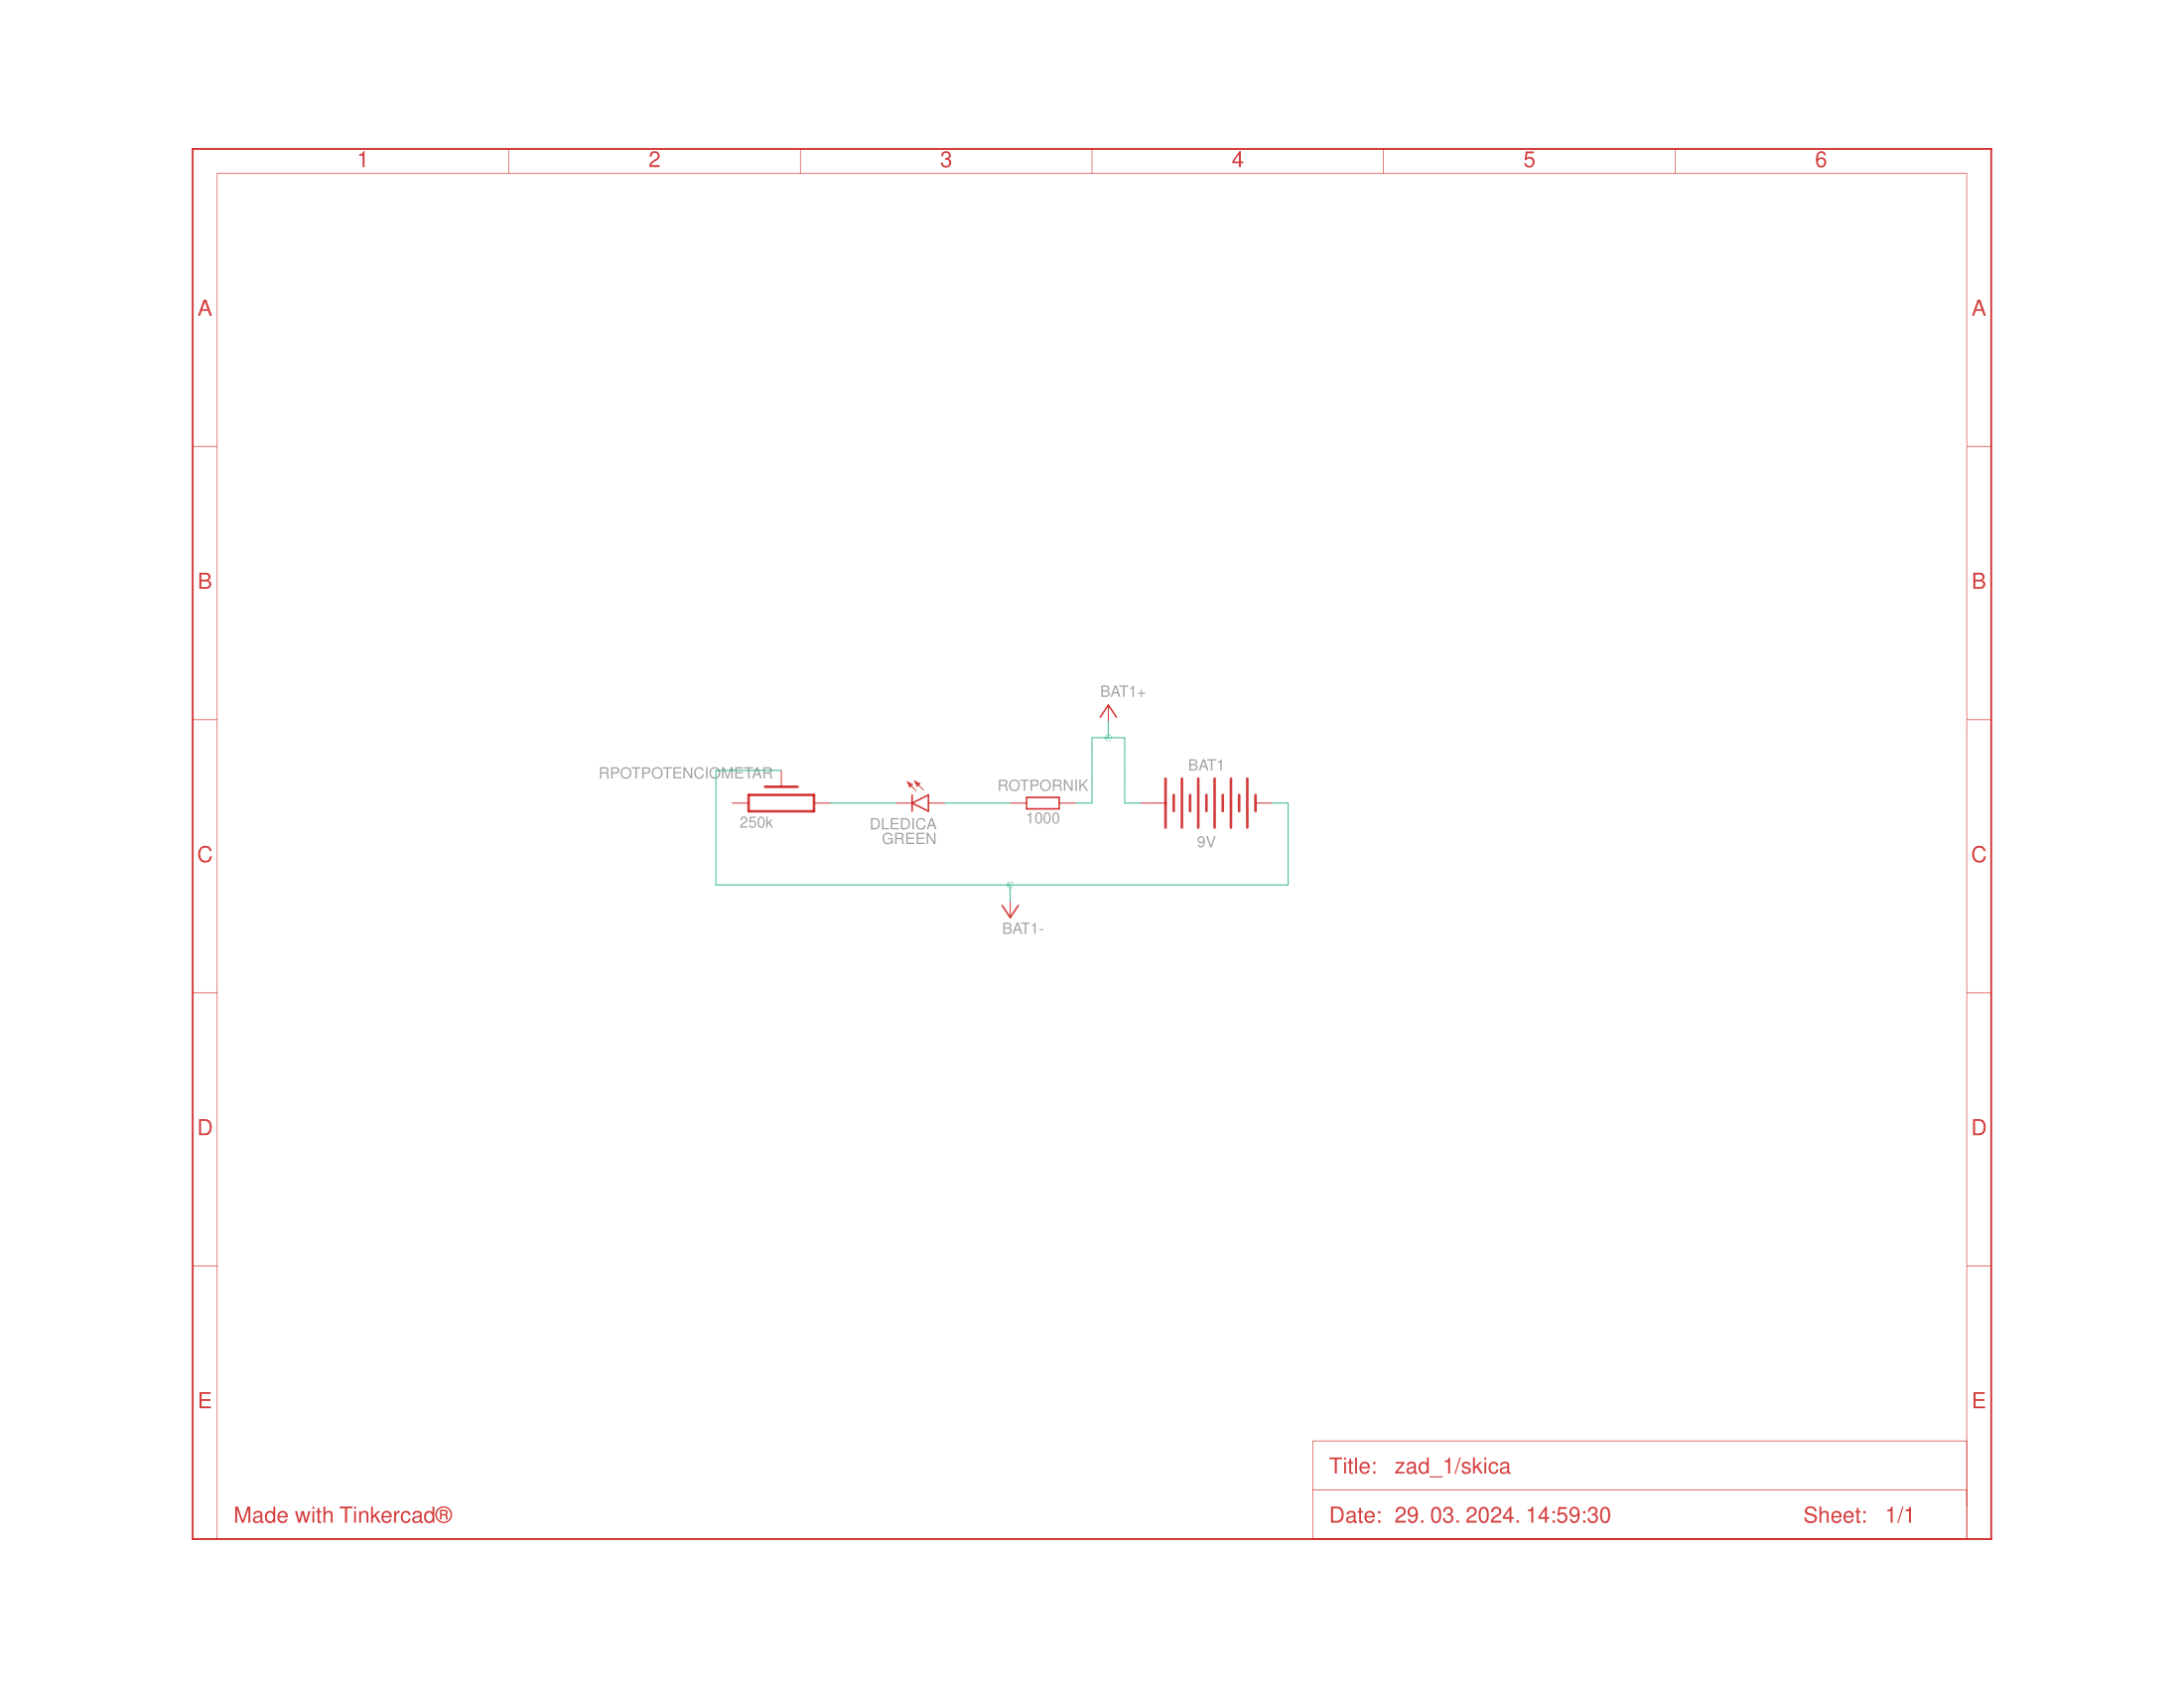 1 2 3 4 5 6
A A
B B
BAT1+
RPOTPOTENCIOMETAR
BAT1
ROTPORNIK
250k
DLEDICA
GREEN
1000
9V
C C
BAT1-
D D
E E
Title: zad_1/skica
Made with Tinkercad®
Date: 29. 03. 2024. 14:59:30 Sheet: 1/1